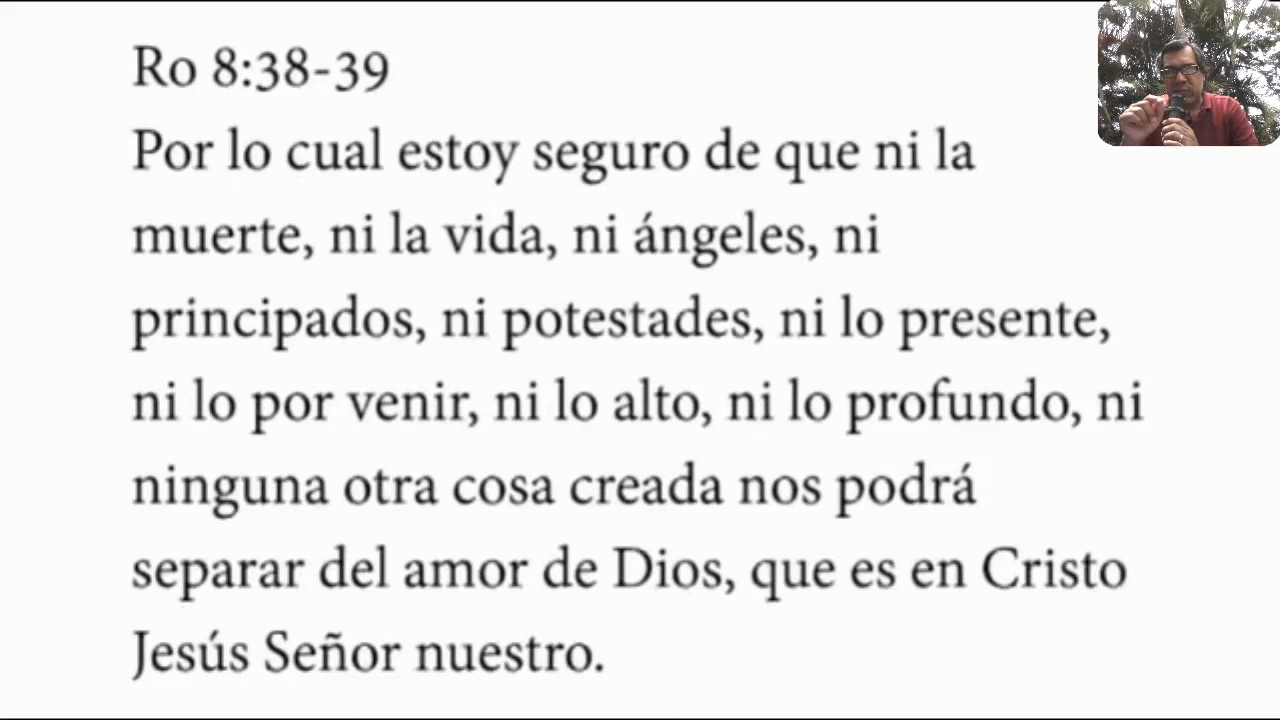 Ro 8:38-39
Por lo cual estoy seguro de que ni la
muerte, ni la vida, ni ángeles, ni
principados, ni potestades, ni lo presente,
ni lo por venir, ni lo alto, ni lo profundo, ni
ninguna otra cosa creada nos podrá
separar del amor de Dios, que es en Cristo
Jesús Señor nuestro.